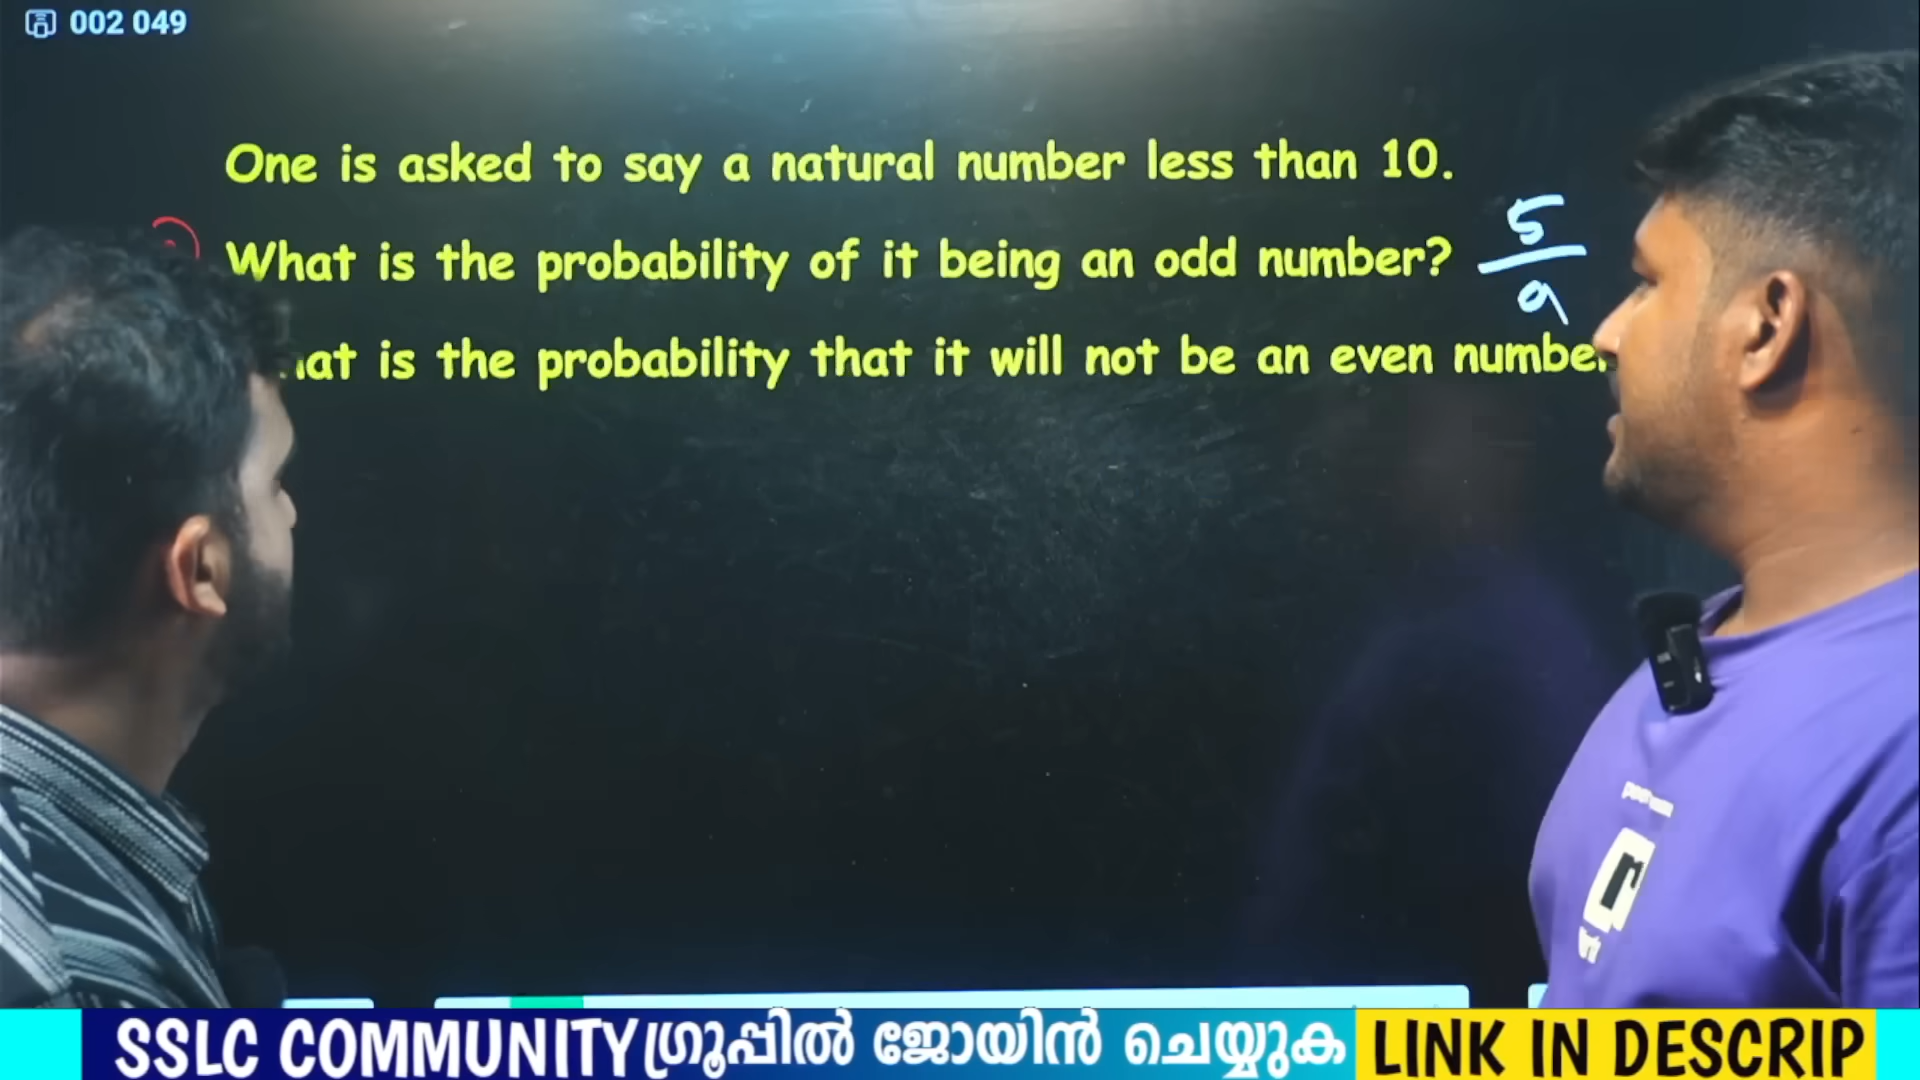 002 049
One is asked to say a natural number less than 10.
What is the probability of it being an odd number?
5
9
is the probability that it will not be an even number
SSLC COMMUNITY ഗ്രൂപ്പിൽ ജോയിൻ ചെയ്യുക LINK IN DESCRIP